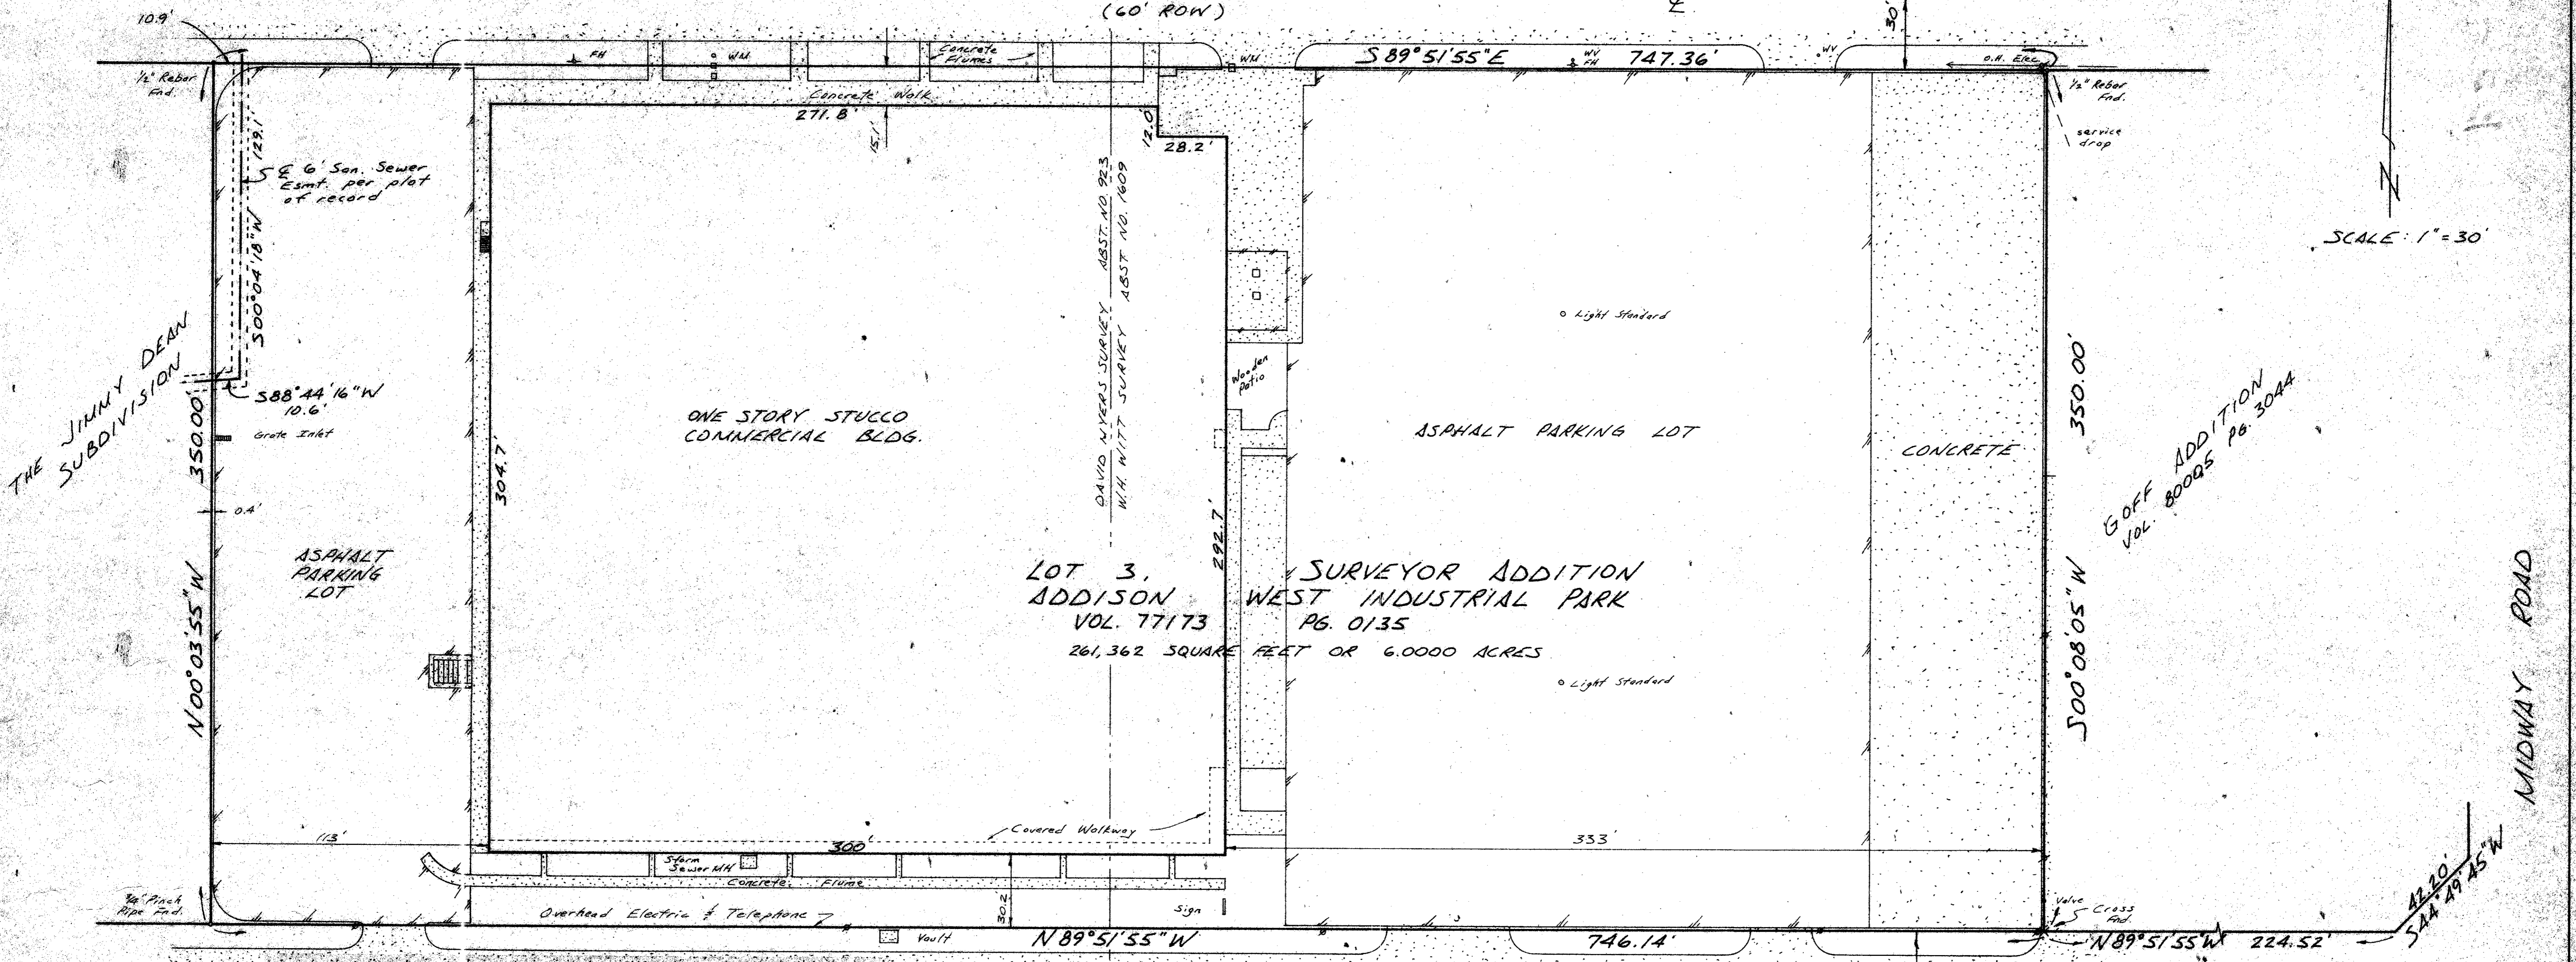 (60' ROW)
℄
30'
10.9'
FH
WM
Concrete
Flumes
WM
S 89° 51' 55" E
WV
FH
747.36'
WV
O.H. Elec.
1/2" Rebar
Fnd.
1/2" Rebar
Fnd.
Concrete Walk
271.8'
15.1'
12.0'
28.2'
service
drop
129.1'
S 00° 04' 18" W
℄ 6' San. Sewer
Esmt. per plat
of record
DAVID MYERS SURVEY ABST. NO. 923
W.H. WITT SURVEY ABST NO. 1609
N
SCALE: 1" = 30'
Light Standard
THE JIMMY DEAN
SUBDIVISION
S88° 44' 16" W
10.6'
Grate Inlet
350.00'
N 00° 03' 55" W
0.4'
304.7'
ONE STORY STUCCO
COMMERCIAL BLDG.
Wooden
Patio
ASPHALT PARKING LOT
CONCRETE
350.00'
S00° 08' 05" W
GOFF ADDITION
VOL. 80025 PG. 3044
ASPHALT
PARKING
LOT
292.7'
LOT 3, SURVEYOR ADDITION
ADDISON WEST INDUSTRIAL PARK
VOL. 77173 PG. 0135
261,362 SQUARE FEET OR 6.0000 ACRES
Light Standard
MIDWAY ROAD
113'
300'
Covered Walkway
333'
Storm
Sewer MH
Concrete Flume
3/4" Pinch
Pipe Fnd.
Overhead Electric & Telephone
30.2
Sign
Vault
N 89° 51' 55" W
746.14'
Valve
Cross
Fnd.
N 89° 51' 55" W 224.52'
42.20'
S 44° 49' 45" W